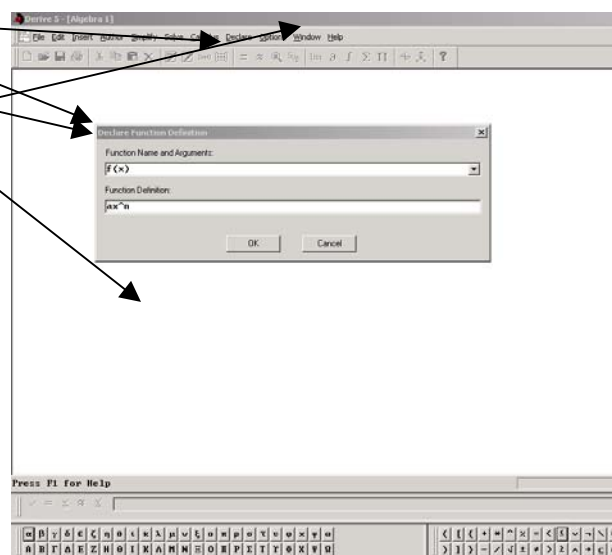 Derive 5 - [Algebra 1]
File Edit Insert Author Simplify Solve Calculus Declare Options Window Help
lim ∂ ∫ Σ Π ?
Declare Function Definition
Function Name and Arguments:
f(x)
Function Definition:
ax^n
OK Cancel
Press F1 for Help
α β γ δ ε ζ η θ ι κ λ μ ν ξ ο π ρ σ τ υ φ χ ψ ω
Α Β Γ Δ Ε Ζ Η Θ Ι Κ Λ Μ Ν Ξ Ο Π Ρ Σ Τ Υ Φ Χ Ψ Ω